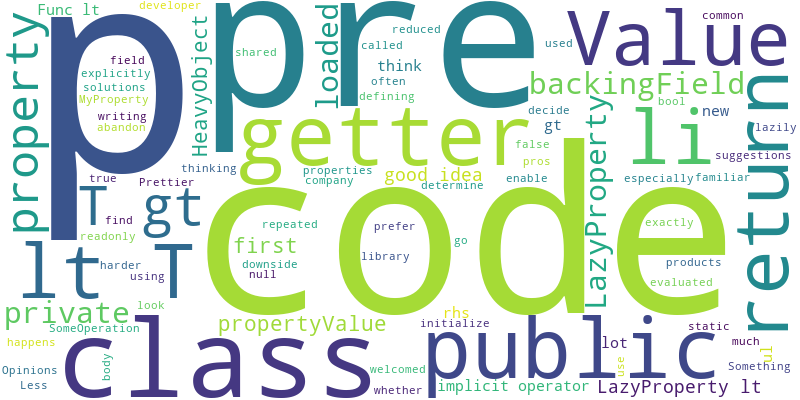 Func lt
developer
p
pre
Value
property
field
explicitly
solutions
MyProperty
writing
abandon
HeavyObject
shared
loaded
reduced
called
think
often
defining
used
common
backingField
bool
decide
new
gt
lazily
getter
li
return
false
pros
suggestions
thinking
properties
company
good idea
determine
enable
especially
familiar
true
Prettier
T
gt
find
readonly
code
LazyProperty
repeated
first
downside
null
prefer
library
go
exactly
products
evaluated
lt
T
harder
using
private
look
SomeOperation
happens
propertyValue
rhs
initialize
static
lot
much
class
public
Something
ul
Opinions
Less
body
welcomed
whether
implicit operator
use
LazyProperty lt